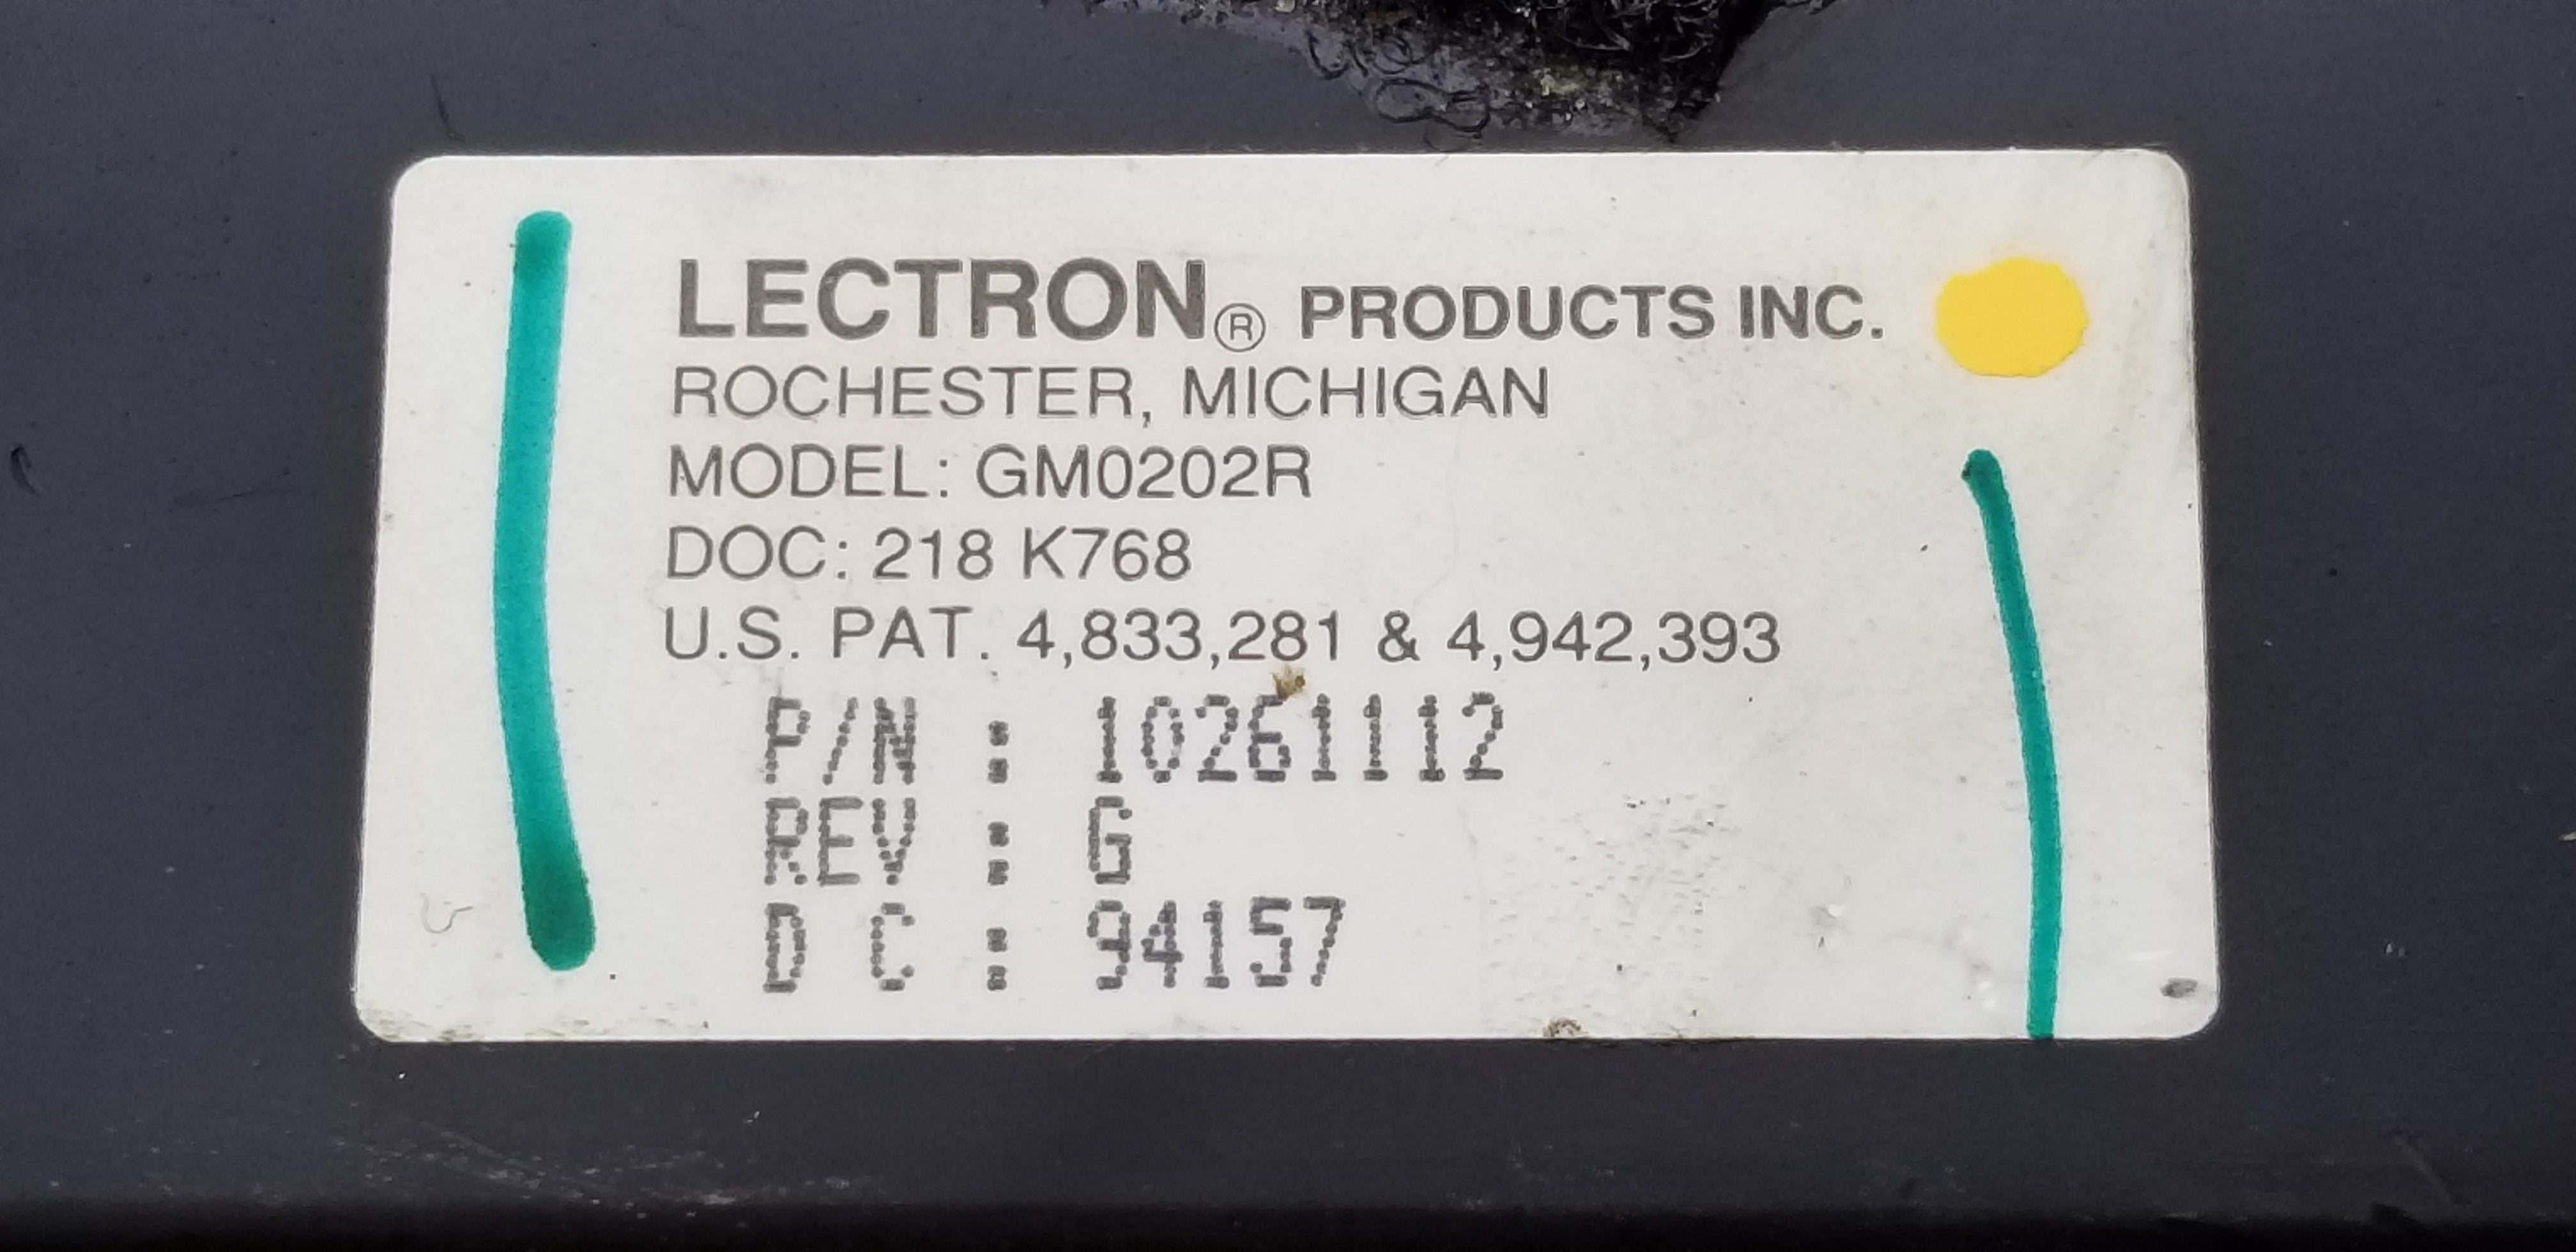 LECTRON® PRODUCTS INC.
ROCHESTER, MICHIGAN
MODEL: GM0202R
DOC: 218 K768
U.S. PAT. 4,833,281 & 4,942,393
P/N : 10261112
REV : G
D C : 94157